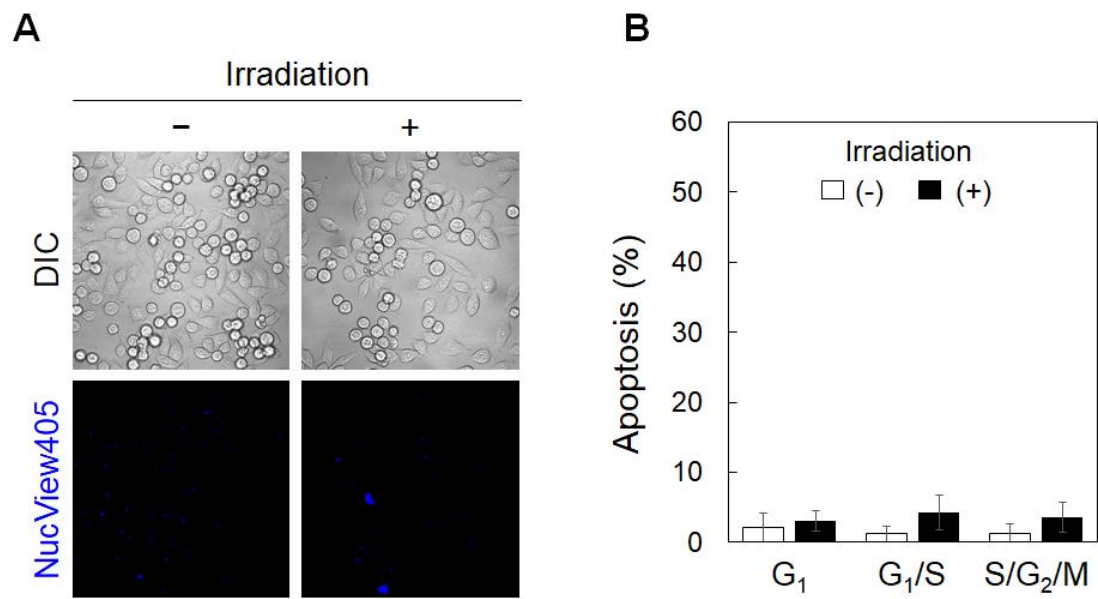 A
Irradiation
− +
DIC
NucView405
B
Apoptosis (%)
60
50
40
30
20
10
0
Irradiation
(-) (+)
G₁ G₁/S S/G₂/M